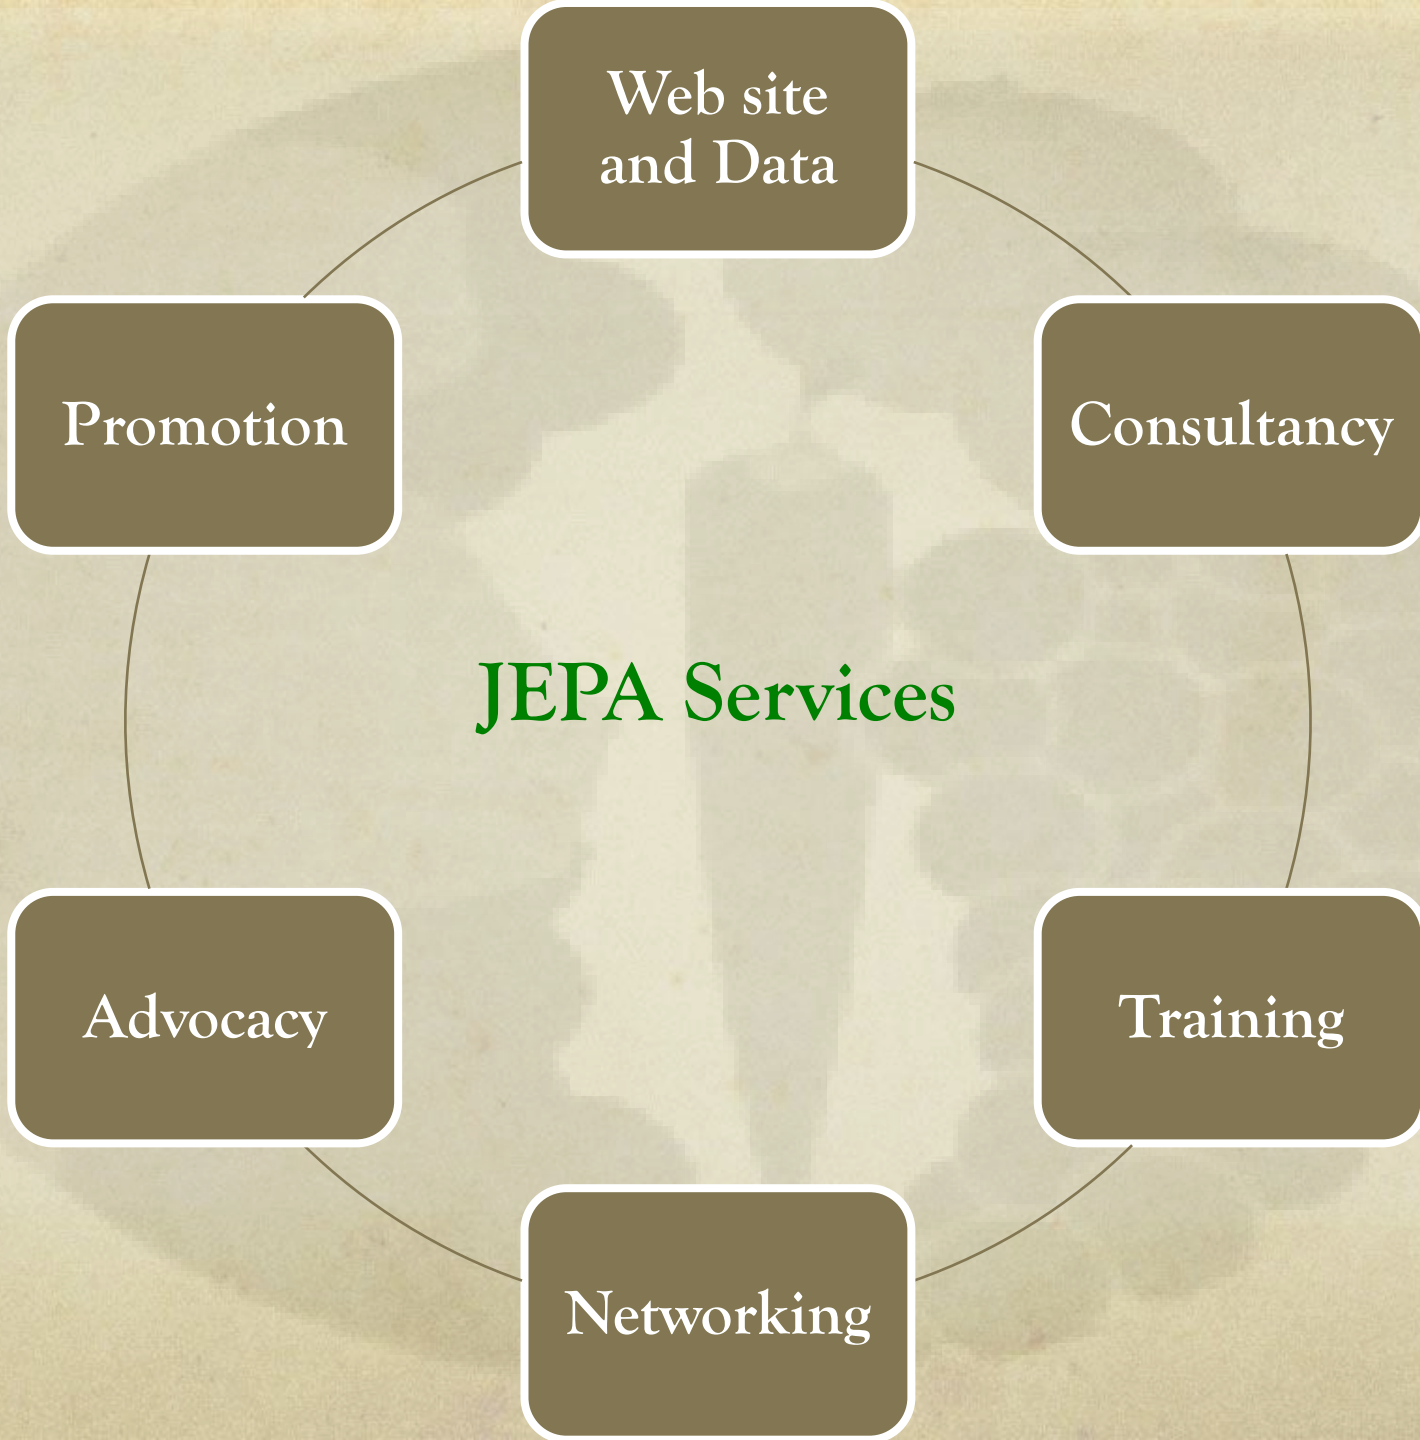 Web site
and Data
Promotion
Consultancy
JEPA Services
Advocacy
Training
Networking